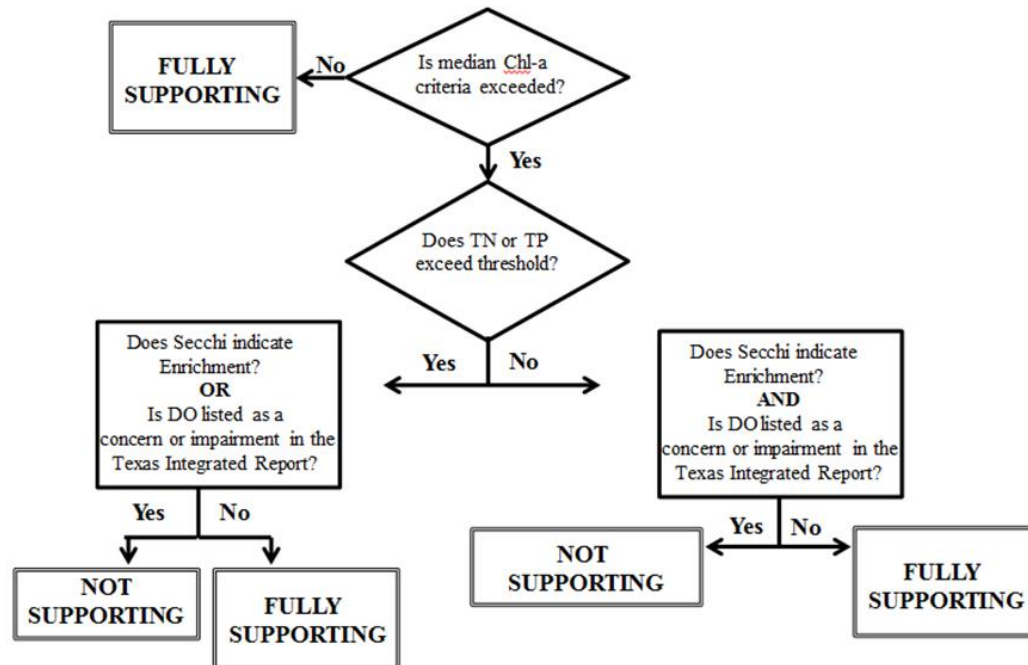 Is median Chl-a
criteria exceeded?
No
FULLY
SUPPORTING
Yes
Does TN or TP
exceed threshold?
Yes
No
Does Secchi indicate
Enrichment?
OR
Is DO listed as a
concern or impairment in the
Texas Integrated Report?
Yes
No
NOT
SUPPORTING
FULLY
SUPPORTING
Does Secchi indicate
Enrichment?
AND
Is DO listed as a
concern or impairment in the
Texas Integrated Report?
Yes
No
NOT
SUPPORTING
FULLY
SUPPORTING